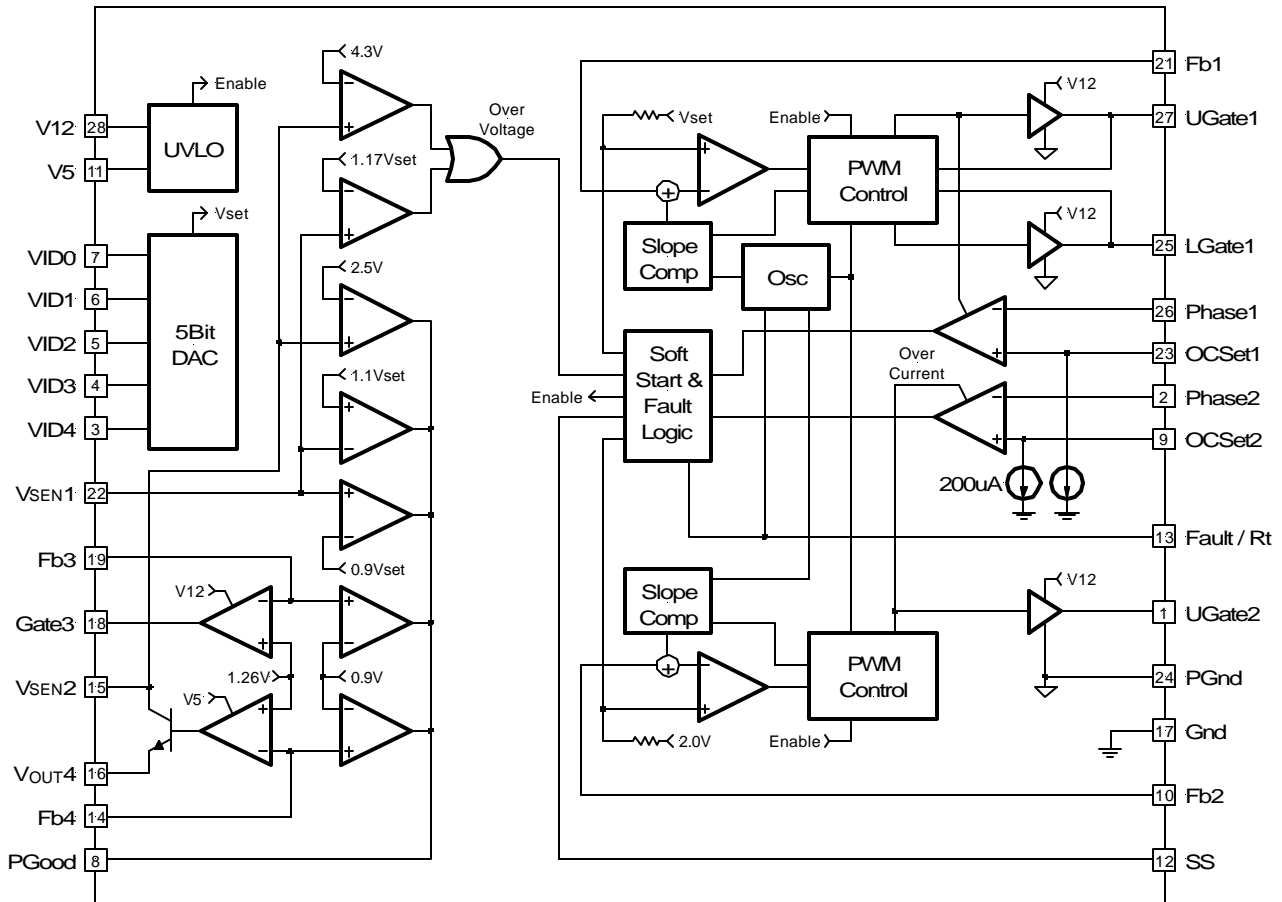 V12 28
V5 11
UVLO
Enable
VID0 7
VID1 6
VID2 5
VID3 4
VID4 3
5Bit
DAC
Vset
VSEN1 22
Fb3 19
Gate3 18
VSEN2 15
VOUT4 16
Fb4 14
PGood 8
4.3V
- +
1.17Vset
- +
2.5V
- +
1.1Vset
+ -
+ -
0.9Vset
V12
- +
+ -
1.26V
0.9V
V5
+ -
- +
Over
Voltage
Vset
Enable
V12
+ -
+
PWM
Control
Slope
Comp
Osc
V12
Soft
Start &
Fault
Logic
Enable
Over
Current
- +
- +
200uA
Slope
Comp
+
- +
PWM
Control
2.0V
Enable
V12
21 Fb1
27 UGate1
25 LGate1
26 Phase1
23 OCSet1
2 Phase2
9 OCSet2
13 Fault / Rt
1 UGate2
24 PGnd
17 Gnd
10 Fb2
12 SS